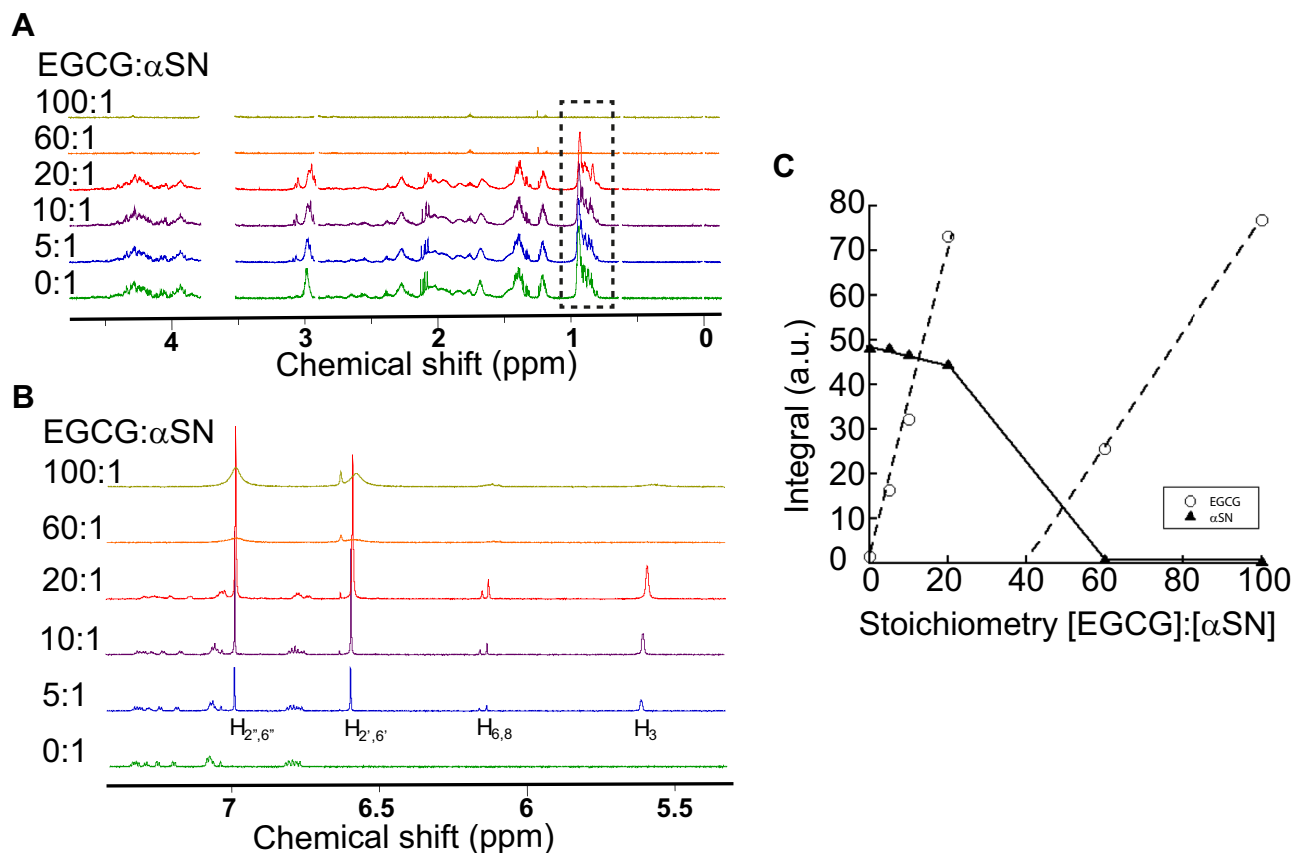 A
EGCG:αSN
100:1
60:1
20:1
10:1
5:1
0:1
4 3 2 1 0
Chemical shift (ppm)
B
EGCG:αSN
100:1
60:1
20:1
10:1
5:1
H2",6" H2',6' H6,8 H3
0:1
7 6.5 6 5.5
Chemical shift (ppm)
C
80
70
60
50
40
30
20
10
0
Integral (a.u.)
EGCG
αSN
0 20 40 60 80 100
Stoichiometry [EGCG]:[αSN]